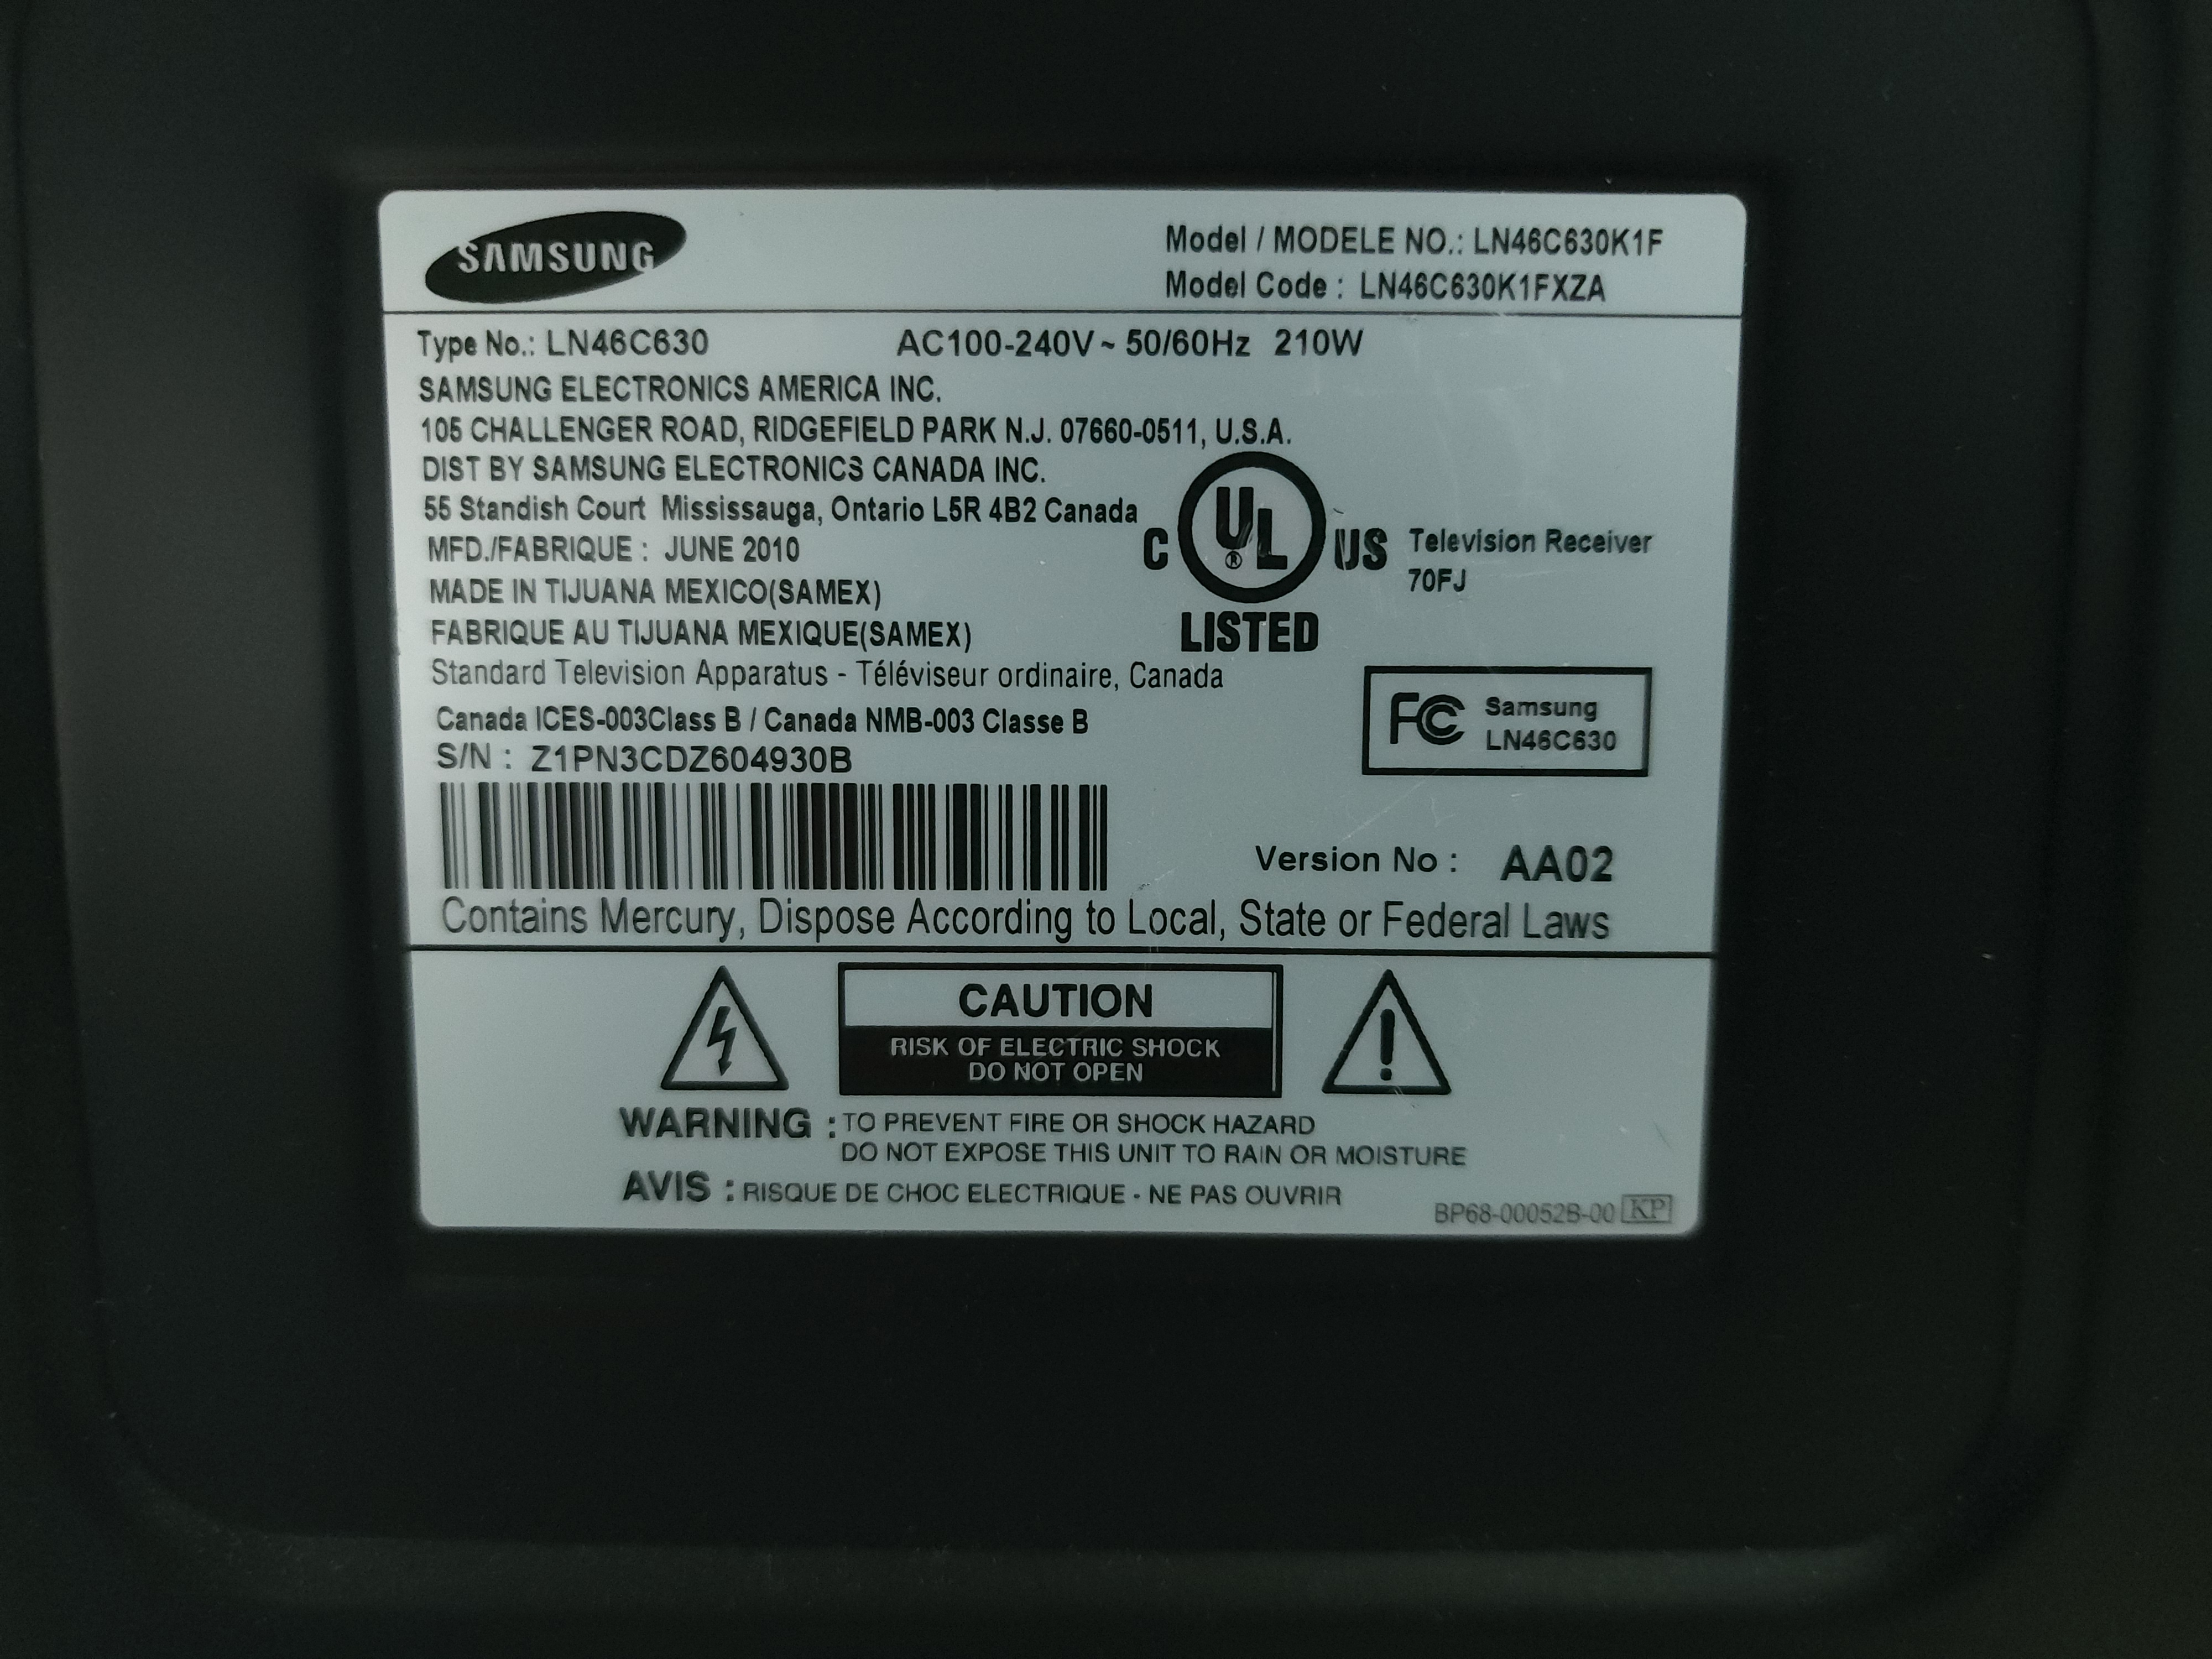 SAMSUNG
Model / MODELE NO.: LN46C630K1F
Model Code : LN46C630K1FXZA
Type No.: LN46C630 AC100-240V~ 50/60Hz 210W
SAMSUNG ELECTRONICS AMERICA INC.
105 CHALLENGER ROAD, RIDGEFIELD PARK N.J. 07660-0511, U.S.A.
DIST BY SAMSUNG ELECTRONICS CANADA INC.
55 Standish Court Mississauga, Ontario L5R 4B2 Canada
MFD./FABRIQUE : JUNE 2010
MADE IN TIJUANA MEXICO(SAMEX)
FABRIQUE AU TIJUANA MEXIQUE(SAMEX)
C UL® US
LISTED
Television Receiver
70FJ
Standard Television Apparatus - Téléviseur ordinaire, Canada
Canada ICES-003Class B / Canada NMB-003 Classe B
S/N : Z1PN3CDZ604930B
FC Samsung
LN46C630
Version No : AA02
Contains Mercury, Dispose According to Local, State or Federal Laws
CAUTION
RISK OF ELECTRIC SHOCK
DO NOT OPEN
WARNING : TO PREVENT FIRE OR SHOCK HAZARD
DO NOT EXPOSE THIS UNIT TO RAIN OR MOISTURE
AVIS : RISQUE DE CHOC ELECTRIQUE - NE PAS OUVRIR
BP68-00052B-00 KP